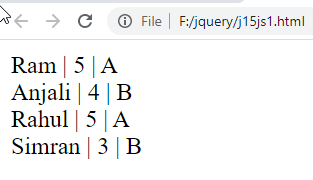 File | F:/jquery/j15js1.html
Ram | 5 | A
Anjali | 4 | B
Rahul | 5 | A
Simran | 3 | B